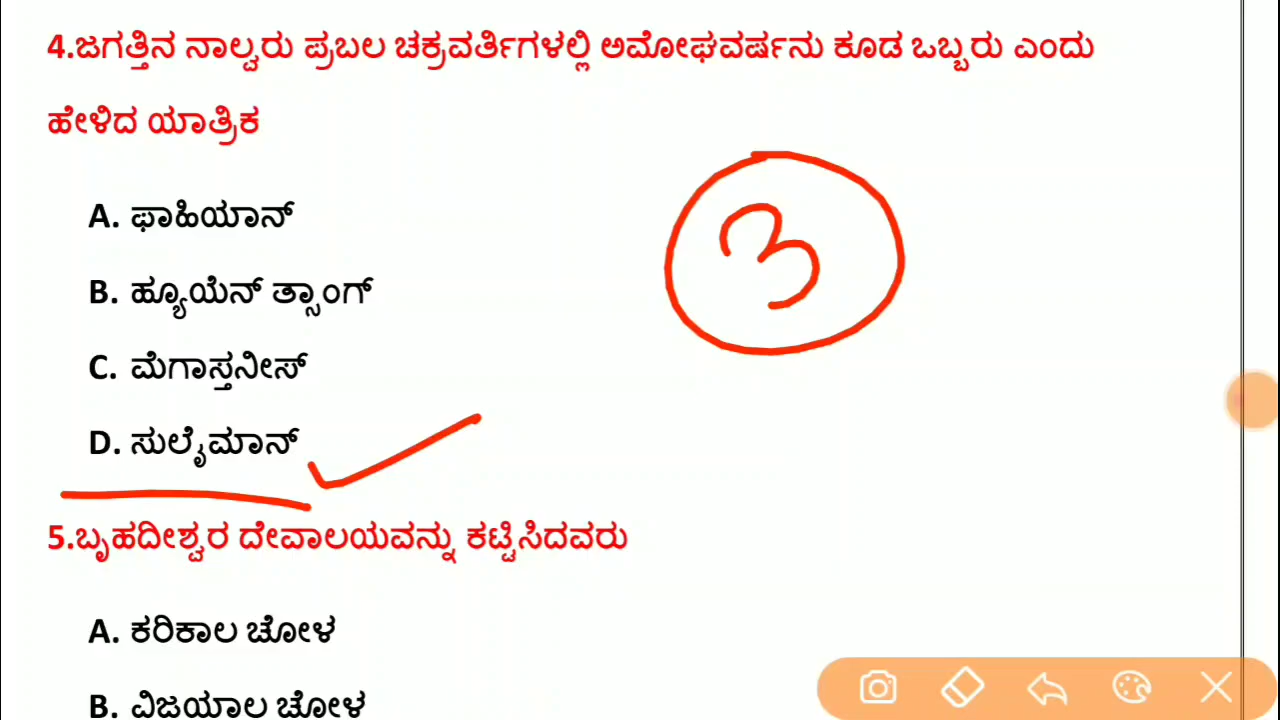 4.ಜಗತ್ತಿನ ನಾಲ್ವರು ಪ್ರಬಲ ಚಕ್ರವರ್ತಿಗಳಲ್ಲಿ ಅಮೋಘವರ್ಷನು ಕೂಡ ಒಬ್ಬರು ಎಂದು
ಹೇಳಿದ ಯಾತ್ರಿಕ
A. ಫಾಹಿಯಾನ್
3
B. ಹ್ಯೂಯೆನ್ ತ್ಸಾಂಗ್
C. ಮೆಗಾಸ್ತನೀಸ್
D. ಸುಲೈಮಾನ್
5.ಬೃಹದೀಶ್ವರ ದೇವಾಲಯವನ್ನು ಕಟ್ಟಿಸಿದವರು
A. ಕರಿಕಾಲ ಚೋಳ
B. ವಿಜಯಾಲ ಚೋಳ